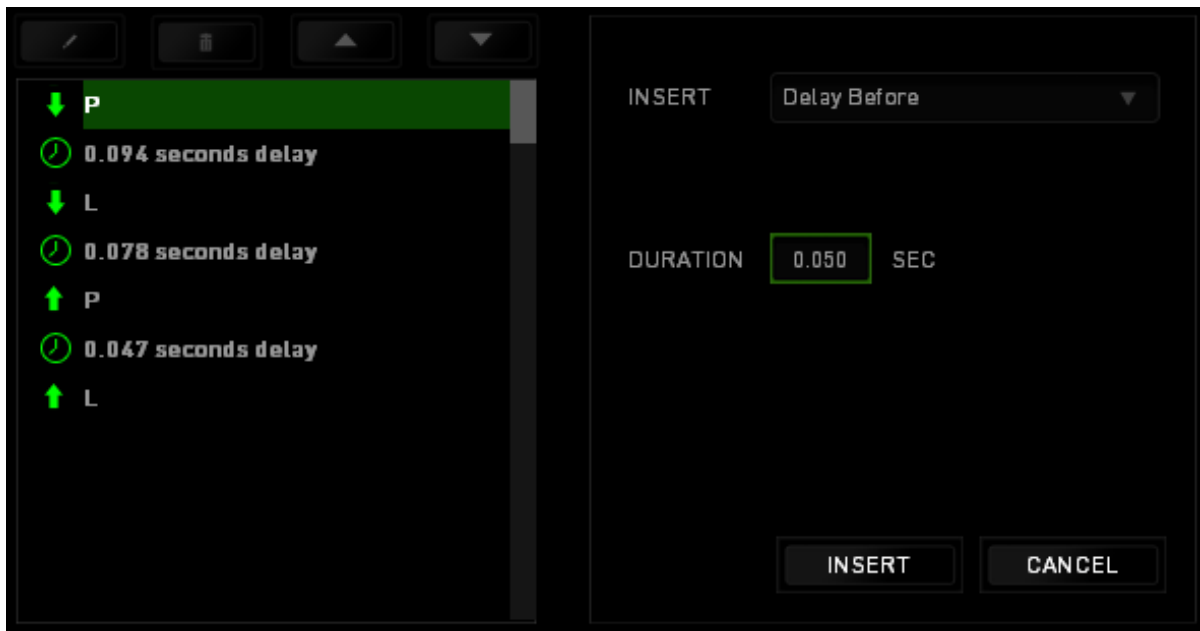 P
0.094 seconds delay
L
0.078 seconds delay
P
0.047 seconds delay
L
INSERT Delay Before
DURATION 0.050 SEC
INSERT CANCEL